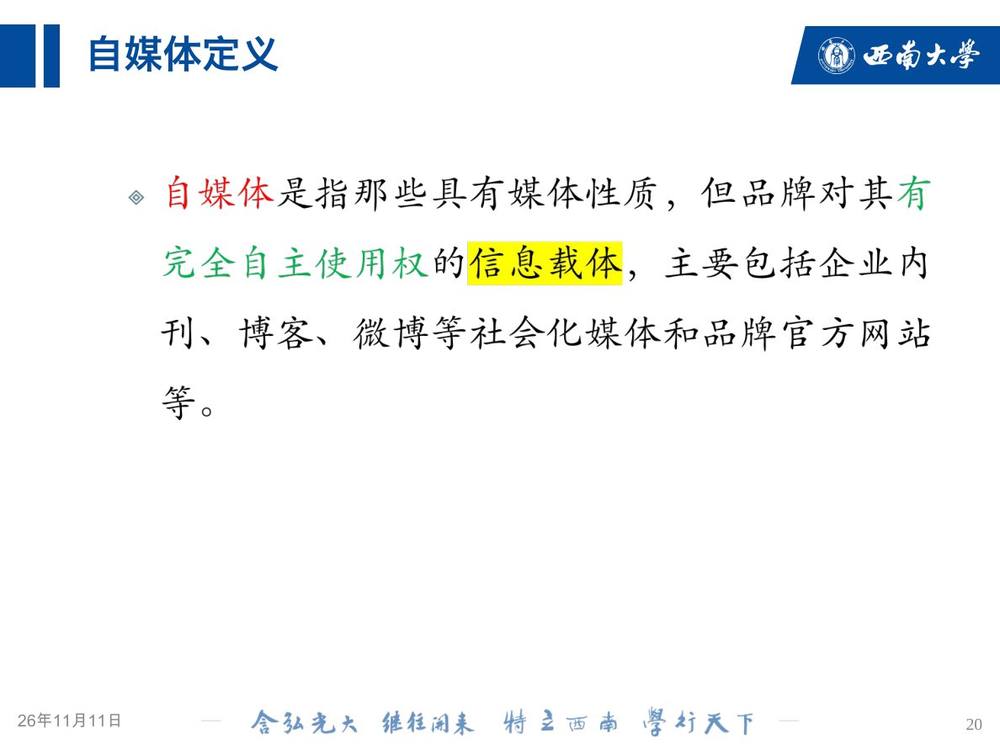 自媒体定义
西南大学
自媒体是指那些具有媒体性质，但品牌对其有
完全自主使用权的信息载体，主要包括企业内
刊、博客、微博等社会化媒体和品牌官方网站
等。
26年11月11日
含弘光大 继往开来 特立西南 學行天下
20